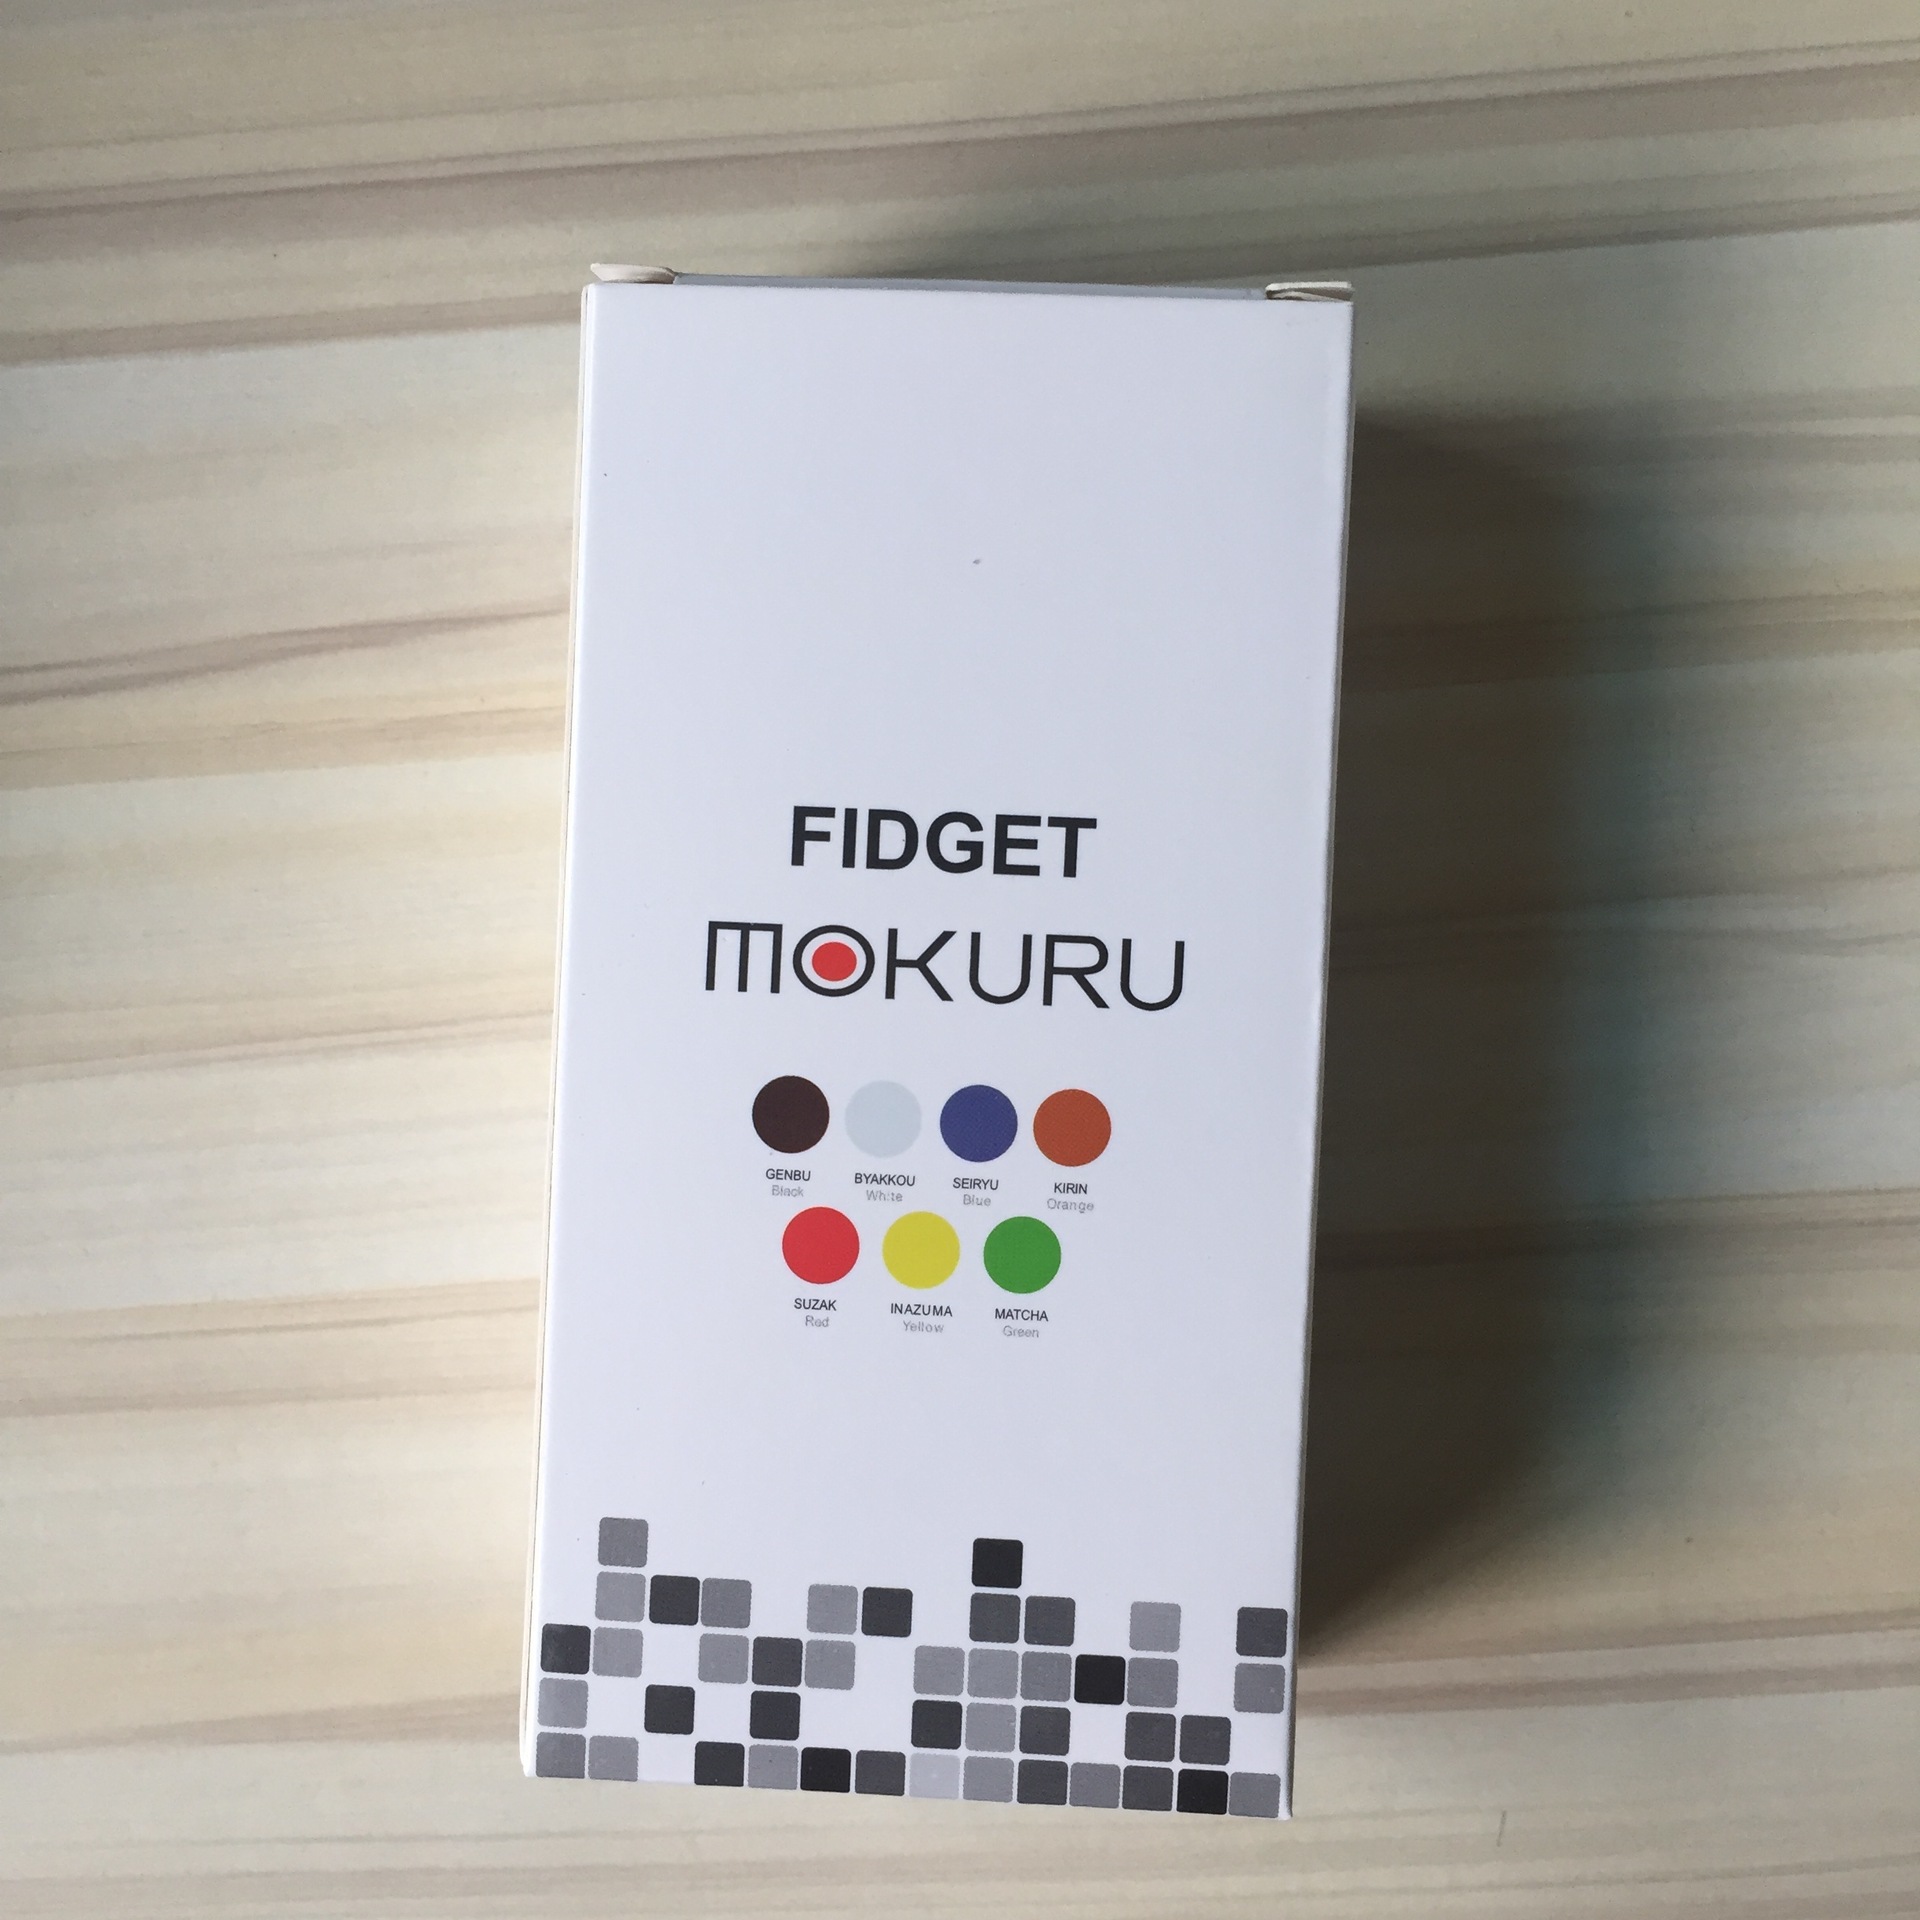 FIDGET
MOKURU
GENBU BYAKKOU SEIRYU KIRIN
Black White Blue Orange
SUZAK INAZUMA MATCHA
Red Yellow Green